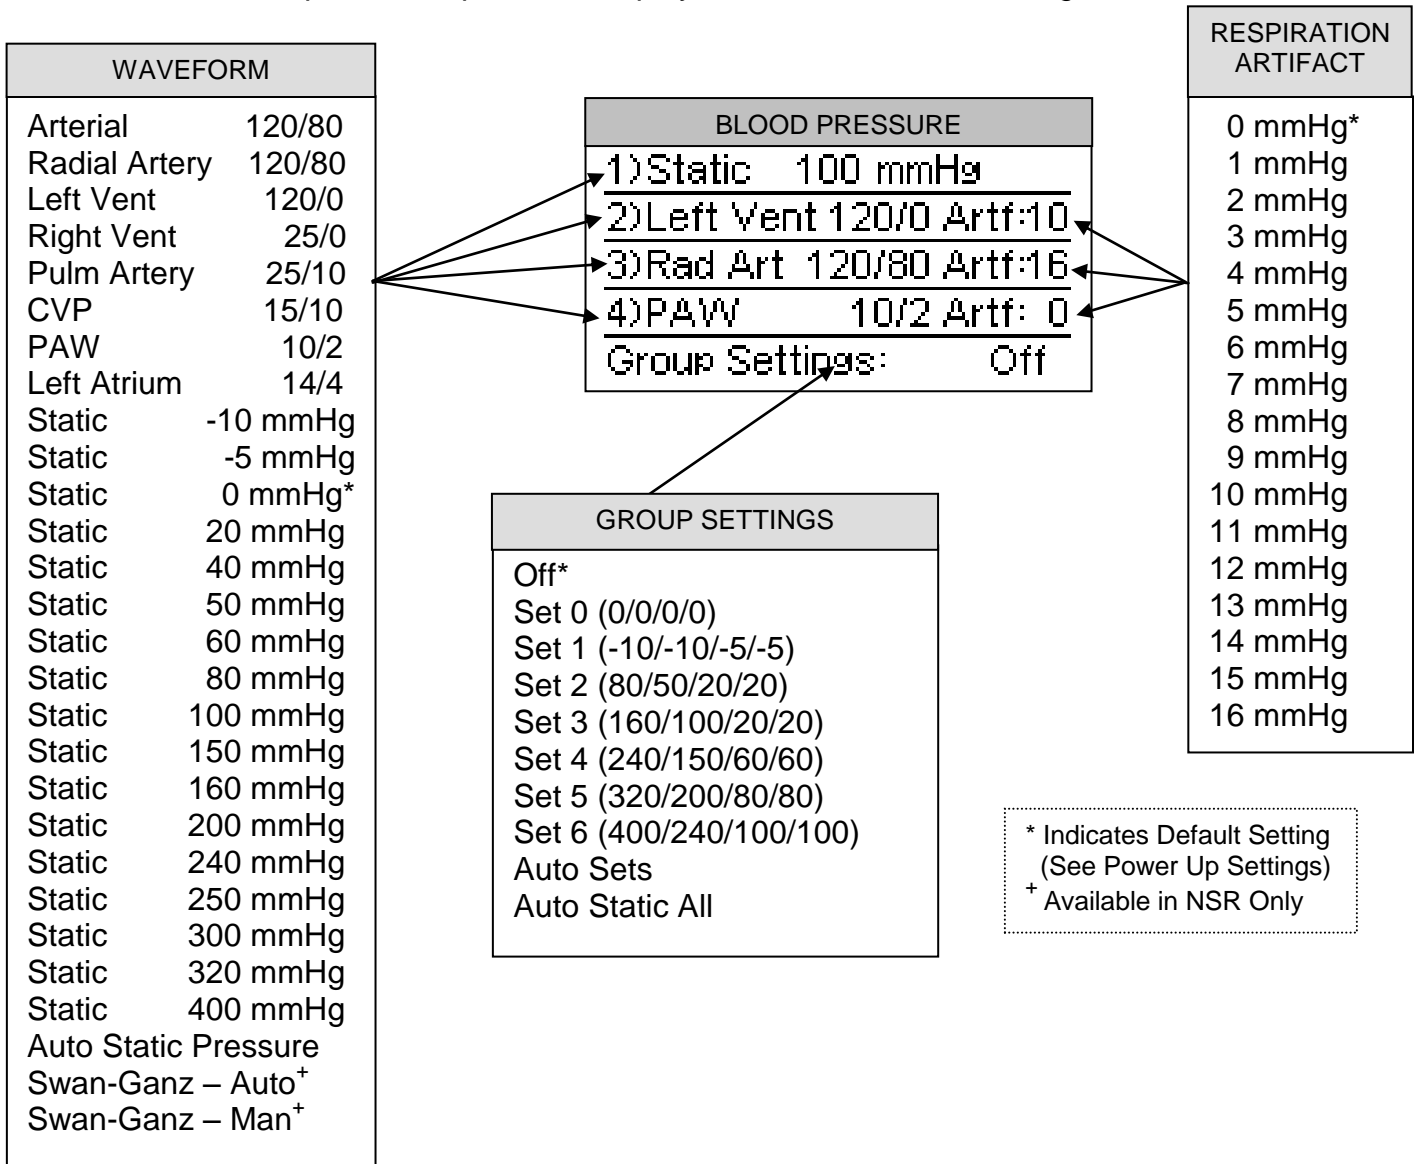 WAVEFORM
Arterial 120/80
Radial Artery 120/80
Left Vent 120/0
Right Vent 25/0
Pulm Artery 25/10
CVP 15/10
PAW 10/2
Left Atrium 14/4
Static -10 mmHg
Static -5 mmHg
Static 0 mmHg*
Static 20 mmHg
Static 40 mmHg
Static 50 mmHg
Static 60 mmHg
Static 80 mmHg
Static 100 mmHg
Static 150 mmHg
Static 160 mmHg
Static 200 mmHg
Static 240 mmHg
Static 250 mmHg
Static 300 mmHg
Static 320 mmHg
Static 400 mmHg
Auto Static Pressure
Swan-Ganz – Auto+
Swan-Ganz – Man+
BLOOD PRESSURE
1)Static 100 mmHg
2)Left Vent 120/0 Artf:10
3)Rad Art 120/80 Artf:16
4)PAW 10/2 Artf: 0
Group Settings: Off
GROUP SETTINGS
Off*
Set 0 (0/0/0/0)
Set 1 (-10/-10/-5/-5)
Set 2 (80/50/20/20)
Set 3 (160/100/20/20)
Set 4 (240/150/60/60)
Set 5 (320/200/80/80)
Set 6 (400/240/100/100)
Auto Sets
Auto Static All
RESPIRATION
ARTIFACT
0 mmHg*
1 mmHg
2 mmHg
3 mmHg
4 mmHg
5 mmHg
6 mmHg
7 mmHg
8 mmHg
9 mmHg
10 mmHg
11 mmHg
12 mmHg
13 mmHg
14 mmHg
15 mmHg
16 mmHg
* Indicates Default Setting
(See Power Up Settings)
+ Available in NSR Only